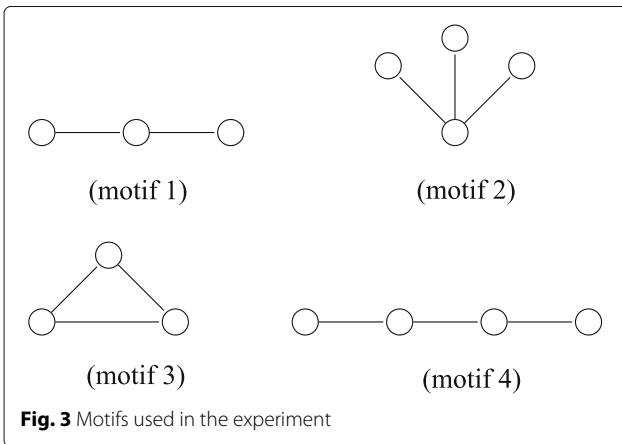 (motif 1)
(motif 2)
(motif 3)
(motif 4)
Fig. 3 Motifs used in the experiment